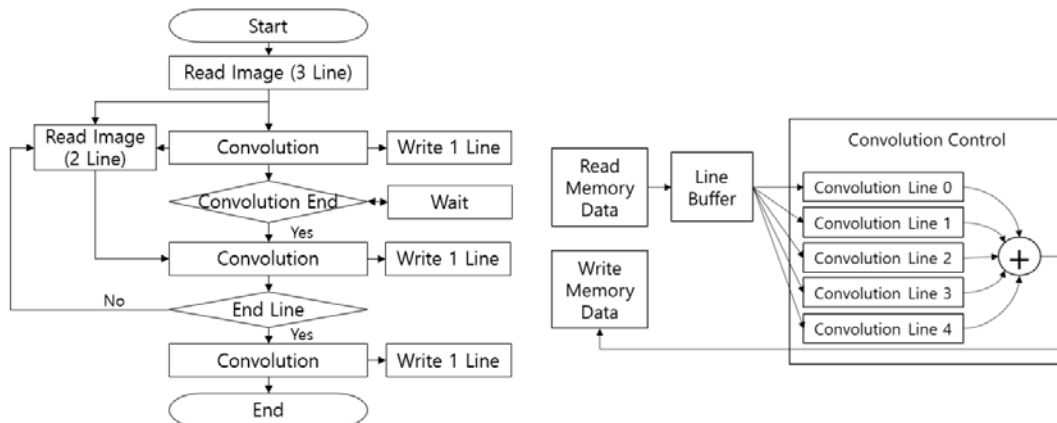 Start
Read Image (3 Line)
Read Image
(2 Line)
Convolution
Write 1 Line
Convolution End
Wait
Yes
Convolution
Write 1 Line
No
End Line
Yes
Convolution
Write 1 Line
End
Convolution Control
Read
Memory
Data
Line
Buffer
Convolution Line 0
Convolution Line 1
Convolution Line 2
Convolution Line 3
Convolution Line 4
+
Write
Memory
Data